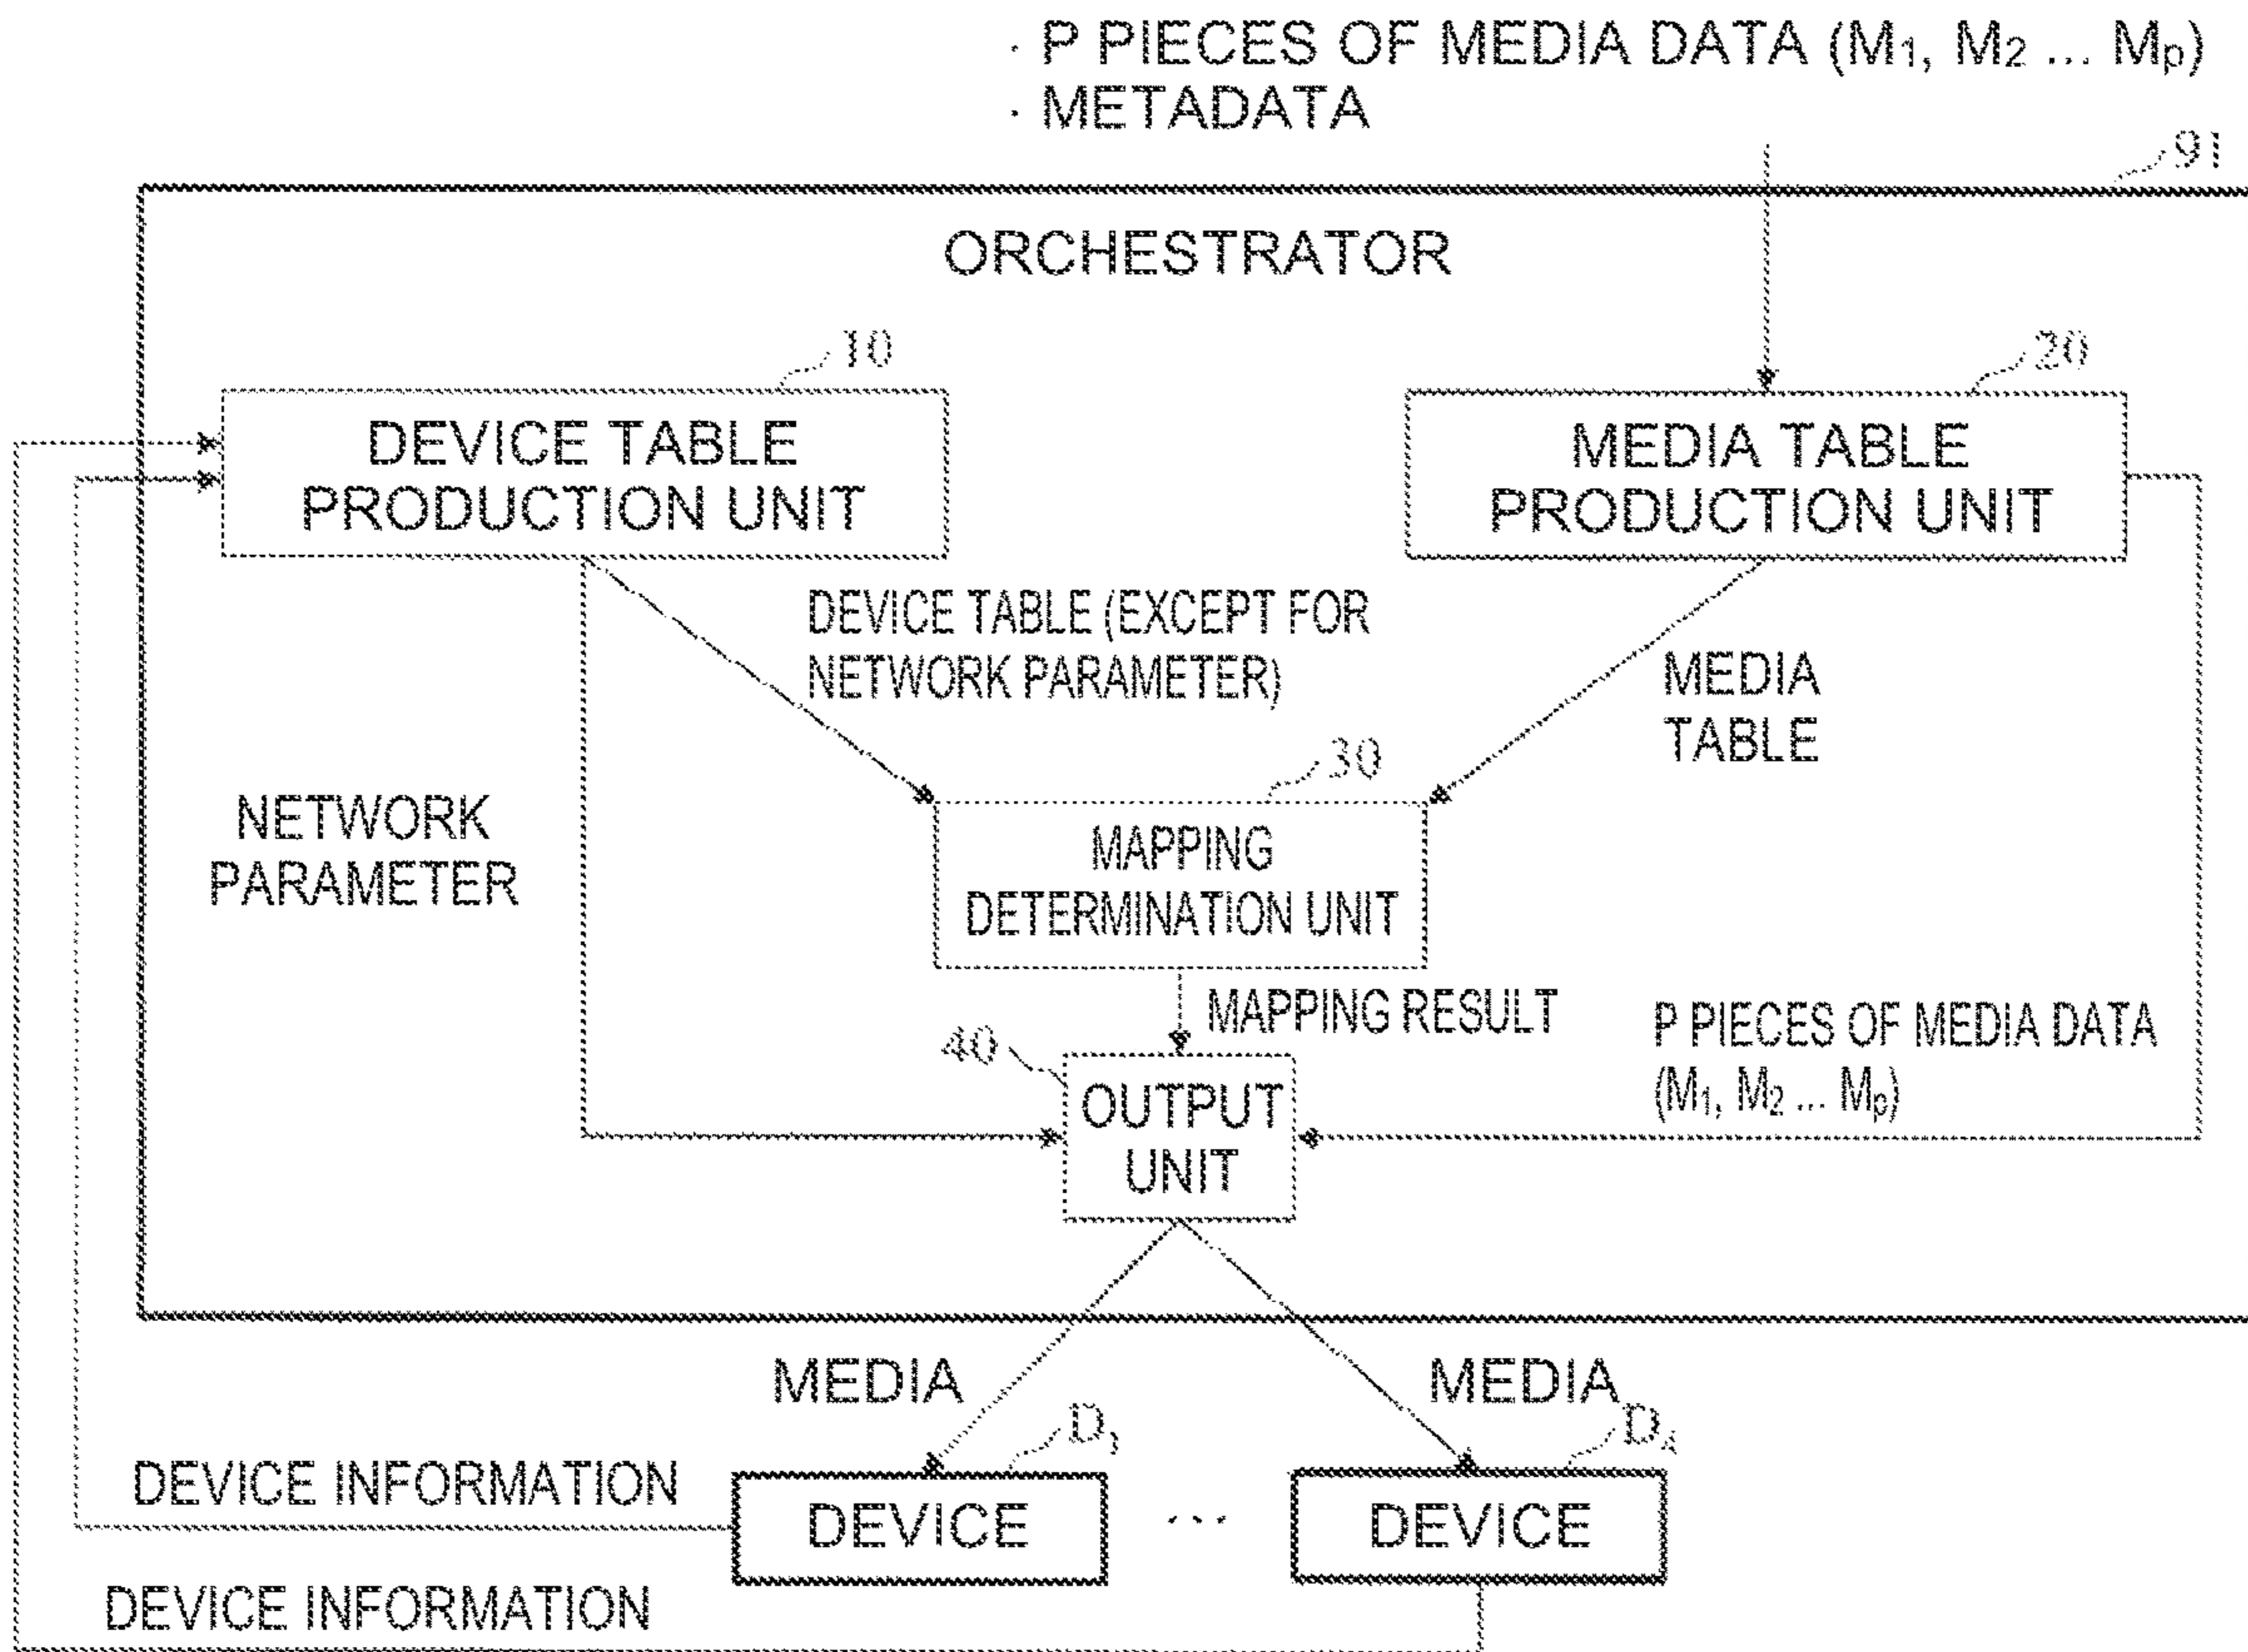 · P PIECES OF MEDIA DATA (M1, M2 ... Mp)
· METADATA
91
ORCHESTRATOR
10
20
DEVICE TABLE
PRODUCTION UNIT
MEDIA TABLE
PRODUCTION UNIT
DEVICE TABLE (EXCEPT FOR
NETWORK PARAMETER)
MEDIA
TABLE
30
NETWORK
PARAMETER
MAPPING
DETERMINATION UNIT
MAPPING RESULT
P PIECES OF MEDIA DATA
(M1, M2 ... Mp)
40
OUTPUT
UNIT
MEDIA
MEDIA
D1
D4
DEVICE INFORMATION
DEVICE
...
DEVICE
DEVICE INFORMATION